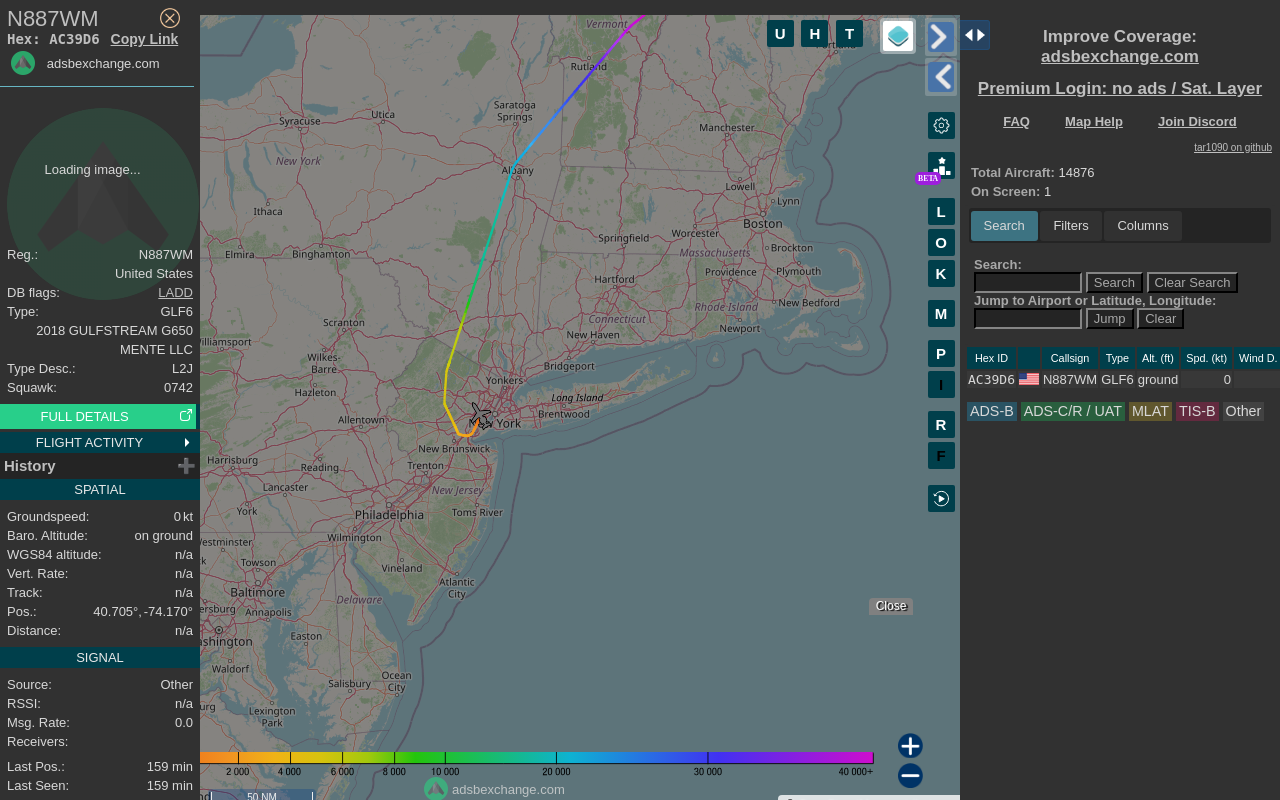 N887WM
Hex: AC39D6 Copy Link
adsbexchange.com
Loading image...
Reg.: N887WM
United States
DB flags: LADD
Type: GLF6
2018 GULFSTREAM G650
MENTE LLC
Type Desc.: L2J
Squawk: 0742
FULL DETAILS
FLIGHT ACTIVITY
History
SPATIAL
Groundspeed: 0 kt
Baro. Altitude: on ground
WGS84 altitude: n/a
Vert. Rate: n/a
Track: n/a
Pos.: 40.705°, -74.170°
Distance: n/a
SIGNAL
Source: Other
RSSI: n/a
Msg. Rate: 0.0
Receivers:
Last Pos.: 159 min
Last Seen: 159 min
Vermont
U H T
Rutland
Saratoga
Springs
Utica
Syracuse
Manchester
New York
Albany
BETA
Lowell
Lynn
Ithaca
L
Boston
Springfield
Worcester
Elmira
Binghamton
O
Brockton
Massachusetts
Providence
Plymouth
K
Hartford
New Bedford
Rhode Island
M
Scranton
Connecticut
Newport
New Haven
Williamsport
Wilkes-
Barre
P
Bridgeport
Yonkers
I
Hazleton
Long Island
Brentwood
Allentown
York
R
New Brunswick
F
Harrisburg
Reading
Trenton
Lancaster
New Jersey
York
Philadelphia
Toms River
Wilmington
Westminster
Towson
Vineland
Atlantic
City
Baltimore
Delaware
Annapolis
Close
Easton
Waldorf
Salisbury
Ocean
City
Lexington
Park
2 000 4 000 6 000 8 000 10 000 20 000 30 000 40 000+
adsbexchange.com
50 NM
Improve Coverage:
adsbexchange.com
Premium Login: no ads / Sat. Layer
FAQ Map Help Join Discord
tar1090 on github
Total Aircraft: 14876
On Screen: 1
Search Filters Columns
Search:
Search Clear Search
Jump to Airport or Latitude, Longitude:
Jump Clear
Hex ID Callsign Type Alt. (ft) Spd. (kt) Wind D.
AC39D6 N887WM GLF6 ground 0
ADS-B ADS-C/R / UAT MLAT TIS-B Other